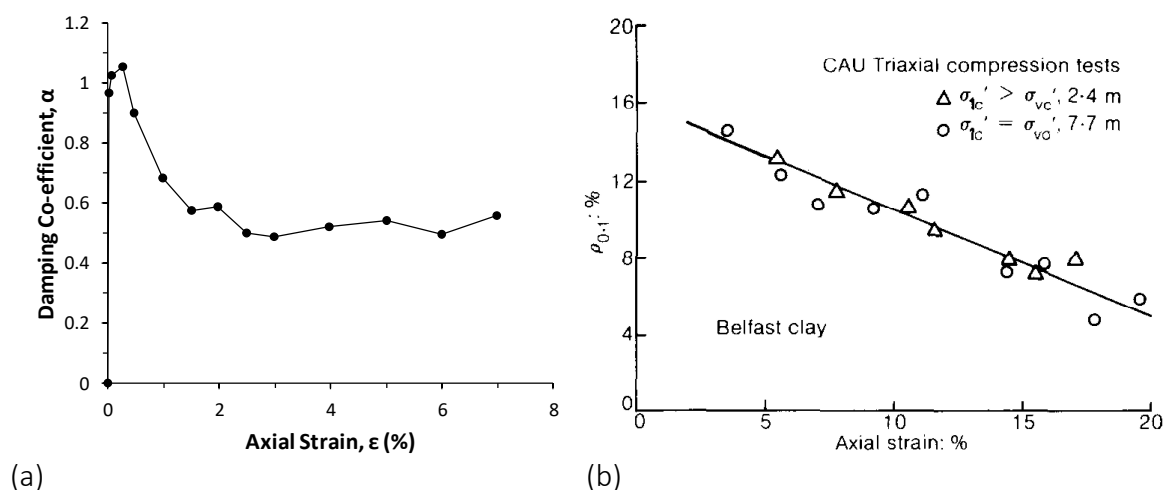 1.2
1
0.8
0.6
0.4
0.2
0
0
2
4
6
8
Damping Co-efficient, α
Axial Strain, ε (%)
(a)
20
16
12
8
4
0
0
5
10
15
20
ρ0·1: %
CAU Triaxial compression tests
△ σ1c′ > σvc′, 2·4 m
○ σ1c′ = σvc′, 7·7 m
Belfast clay
Axial strain: %
(b)